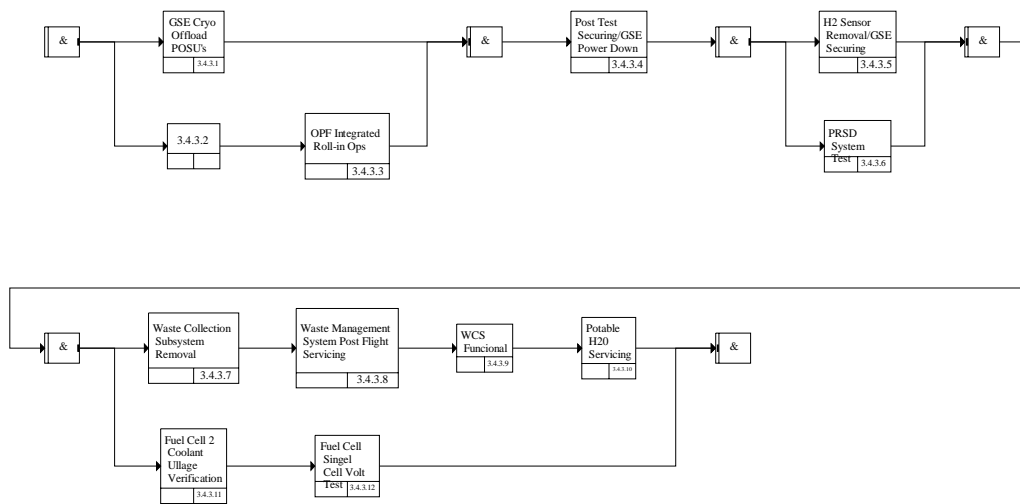 &
GSE Cryo
Offload
POSU's
3.4.3.1
&
Post Test
Securing/GSE
Power Down
3.4.3.4
&
H2 Sensor
Removal/GSE
Securing
3.4.3.5
&
3.4.3.2
OPF Integrated
Roll-in Ops
3.4.3.3
PRSD
System
Test
3.4.3.6
&
Waste Collection
Subsystem
Removal
3.4.3.7
Waste Management
System Post Flight
Servicing
3.4.3.8
WCS
Funcional
3.4.3.9
Potable
H20
Servicing
3.4.3.10
&
Fuel Cell 2
Coolant
Ullage
Verification
3.4.3.11
Fuel Cell
Singel
Cell Volt
Test
3.4.3.12